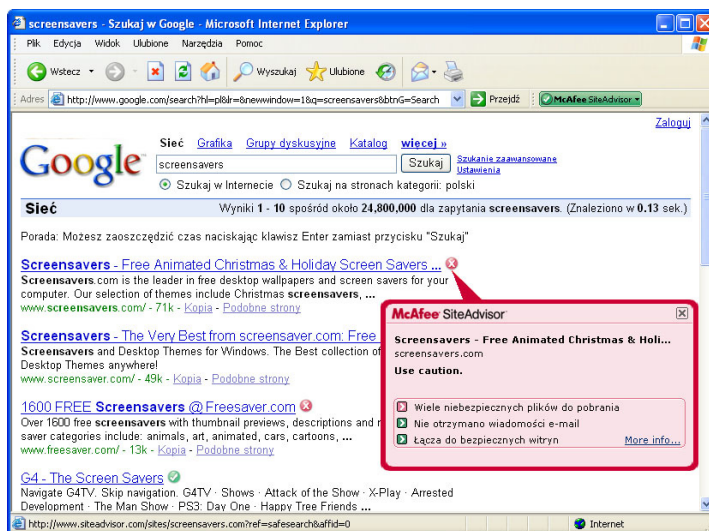 screensavers - Szukaj w Google - Microsoft Internet Explorer
Plik Edycja Widok Ulubione Narzędzia Pomoc
Wstecz Wyszukaj Ulubione
Adres http://www.google.com/search?hl=pl&lr=&newwindow=1&q=screensavers&btnG=Search Przejdź McAfee SiteAdvisor
Zaloguj
Google
Sieć Grafika Grupy dyskusyjne Katalog więcej »
screensavers Szukaj Szukanie zaawansowane
Ustawienia
Szukaj w Internecie Szukaj na stronach kategorii: polski
Sieć Wyniki 1 - 10 spośród około 24,800,000 dla zapytania screensavers. (Znaleziono w 0.13 sek.)
Porada: Możesz zaoszczędzić czas naciskając klawisz Enter zamiast przycisku "Szukaj"
Screensavers - Free Animated Christmas & Holiday Screen Savers ...
Screensavers.com is the leader in free desktop wallpapers and screen savers for your
computer. Our selection of themes include Christmas screensavers, ...
www.screensavers.com/ - 71k - Kopia - Podobne strony
Screensavers - The Very Best from screensaver.com: Free
Screensavers and Desktop Themes for Windows. The Best collection of
Desktop Themes anywhere!
www.screensaver.com/ - 49k - Kopia - Podobne strony
1600 FREE Screensavers @ Freesaver.com
Over 1600 free screensavers with thumbnail previews, descriptions and
saver categories include: animals, art, animated, cars, cartoons, ...
www.freesaver.com/ - 13k - Kopia - Podobne strony
G4 - The Screen Savers
Navigate G4TV. Skip navigation. G4TV · Shows · Attack of the Show · X-Play · Arrested
Development · The Man Show · PS3: Day One · Happy Tree Friends ...
McAfee SiteAdvisor
Screensavers - Free Animated Christmas & Holi...
screensavers.com
Use caution.
Wiele niebezpiecznych plików do pobrania
Nie otrzymano wiadomości e-mail
Łącza do bezpiecznych witryn More info...
http://www.siteadvisor.com/sites/screensavers.com?ref=safesearch&affid=0 Internet